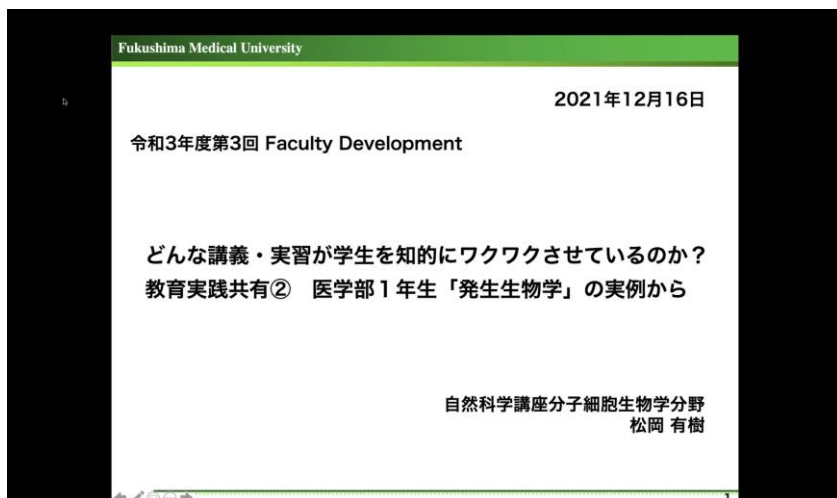 Fukushima Medical University
2021年12月16日
令和3年度第3回 Faculty Development
どんな講義・実習が学生を知的にワクワクさせているのか？
教育実践共有② 医学部１年生「発生生物学」の実例から
自然科学講座分子細胞生物学分野
松岡 有樹
1